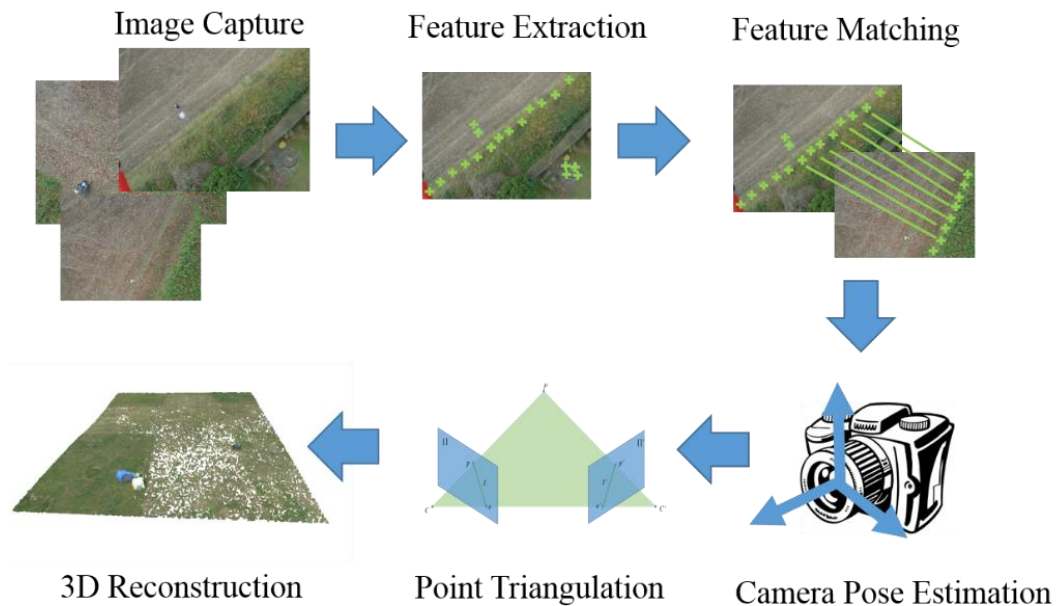 Image Capture
Feature Extraction
Feature Matching
3D Reconstruction
Point Triangulation
Camera Pose Estimation
P
Π
Π'
C
C'